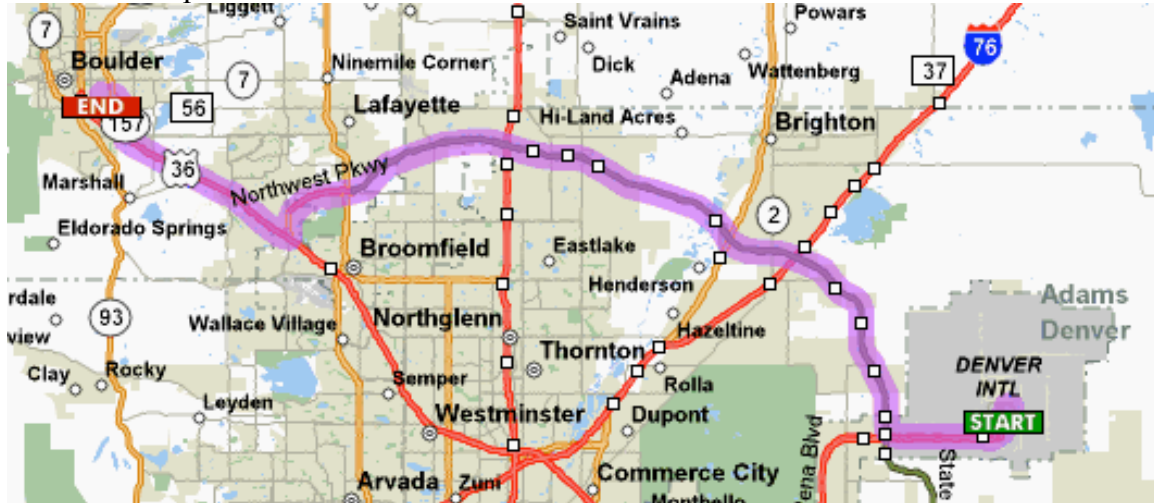 Liggett
Saint Vrains
Powars
7
76
Boulder
Ninemile Corner
Dick
Adena
Wattenberg
37
7
END
56
Lafayette
157
Hi-Land Acres
Brighton
36
Northwest Pkwy
Marshall
2
Eldorado Springs
Broomfield
Eastlake
Henderson
Adams
Denver
93
Wallace Village
Northglenn
Hazeltine
Thornton
DENVER
INTL
Clay
Rocky
Semper
Rolla
Leyden
Westminster
Dupont
START
Arvada
Zuni
Commerce City
State